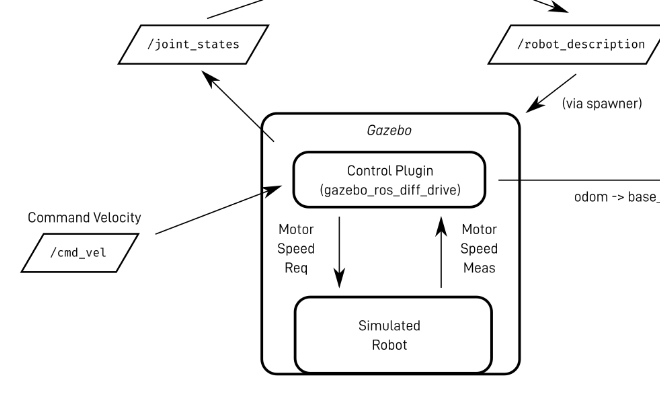 /joint_states
/robot_description
(via spawner)
Gazebo
Control Plugin
(gazebo_ros_diff_drive)
odom -> base_
Command Velocity
/cmd_vel
Motor
Speed
Req
Motor
Speed
Meas
Simulated
Robot